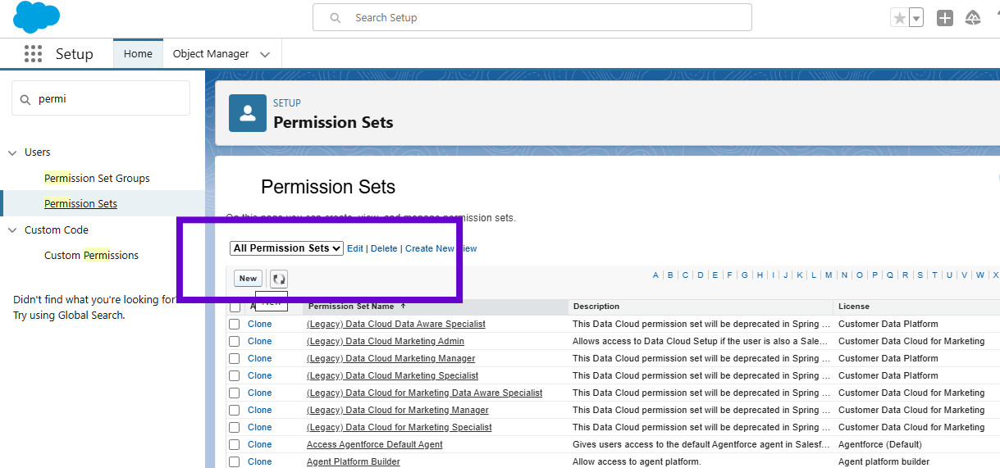 Search Setup
Setup
Home
Object Manager
permi
Users
Permission Set Groups
Permission Sets
Custom Code
Custom Permissions
Didn't find what you're looking for?
Try using Global Search.
SETUP
Permission Sets
Permission Sets
On this page you can create, view, and manage permission sets.
All Permission Sets Edit | Delete | Create New View
New
A | B | C | D | E | F | G | H | I | J | K | L | M | N | O | P | Q | R | S | T | U | V | W | X
New
Permission Set Name ↑ Description License
Clone (Legacy) Data Cloud Data Aware Specialist This Data Cloud permission set will be deprecated in Spring ... Customer Data Platform
Clone (Legacy) Data Cloud Marketing Admin Allows access to Data Cloud Setup if the user is also a Sale... Customer Data Cloud for Marketing
Clone (Legacy) Data Cloud Marketing Manager This Data Cloud permission set will be deprecated in Spring ... Customer Data Platform
Clone (Legacy) Data Cloud Marketing Specialist This Data Cloud permission set will be deprecated in Spring ... Customer Data Platform
Clone (Legacy) Data Cloud for Marketing Data Aware Specialist This Data Cloud permission set will be deprecated in Spring ... Customer Data Cloud for Marketing
Clone (Legacy) Data Cloud for Marketing Manager This Data Cloud permission set will be deprecated in Spring ... Customer Data Cloud for Marketing
Clone (Legacy) Data Cloud for Marketing Specialist This Data Cloud permission set will be deprecated in Spring ... Customer Data Cloud for Marketing
Clone Access Agentforce Default Agent Gives users access to the default Agentforce agent in Salesf... Agentforce (Default)
Clone Agent Platform Builder Allow access to agent platform. Agent platform builder